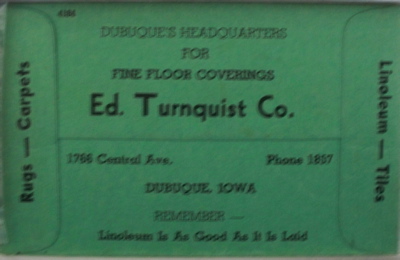 4166
DUBUQUE'S HEADQUARTERS
FOR
FINE FLOOR COVERINGS
Ed. Turnquist Co.
1766 Central Ave. Phone 1857
DUBUQUE, IOWA
REMEMBER —
Linoleum Is As Good As It Is Laid
Rugs — Carpets
Linoleum — Tiles